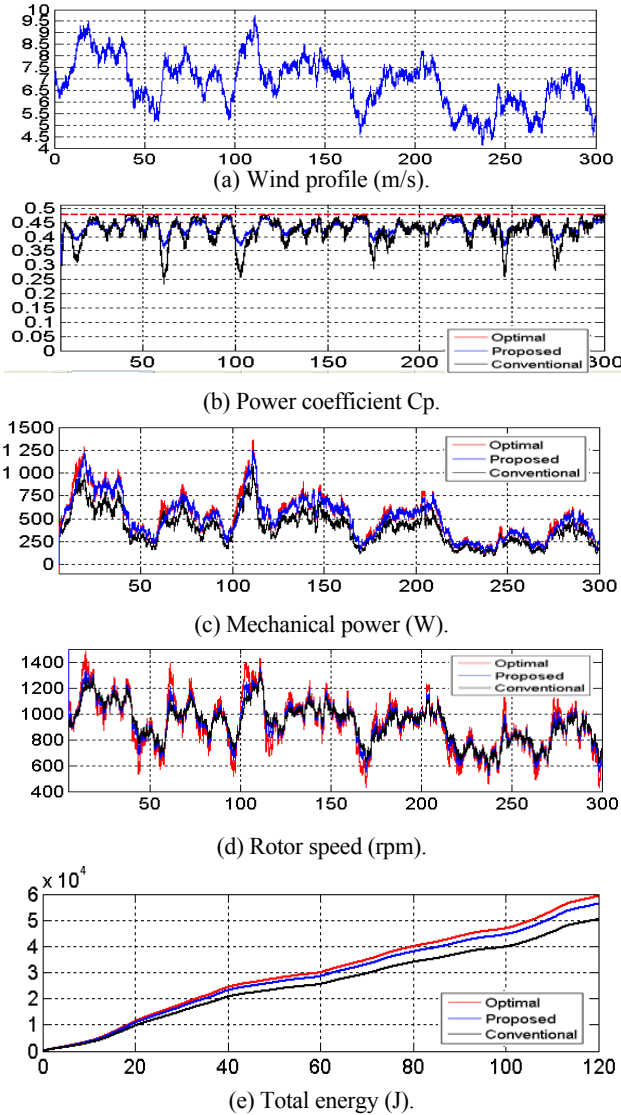 10
9.5
9
8.5
8
7.5
7
6.5
6
5.5
5
4.5
4
0 50 100 150 200 250 300
(a) Wind profile (m/s).
0.5
0.45
0.4
0.35
0.3
0.25
0.2
0.15
0.1
0.05
0
50 100 150 200 250 300
Optimal
Proposed
Conventional
(b) Power coefficient Cp.
1500
1 250
1 000
750
500
250
0
50 100 150 200 250 300
Optimal
Proposed
Conventional
(c) Mechanical power (W).
1400
1200
1000
800
600
400
50 100 150 200 250 300
Optimal
Proposed
Conventional
(d) Rotor speed (rpm).
x 10^4
6
5
4
3
2
1
0
0 20 40 60 80 100 120
Optimal
Proposed
Conventional
(e) Total energy (J).